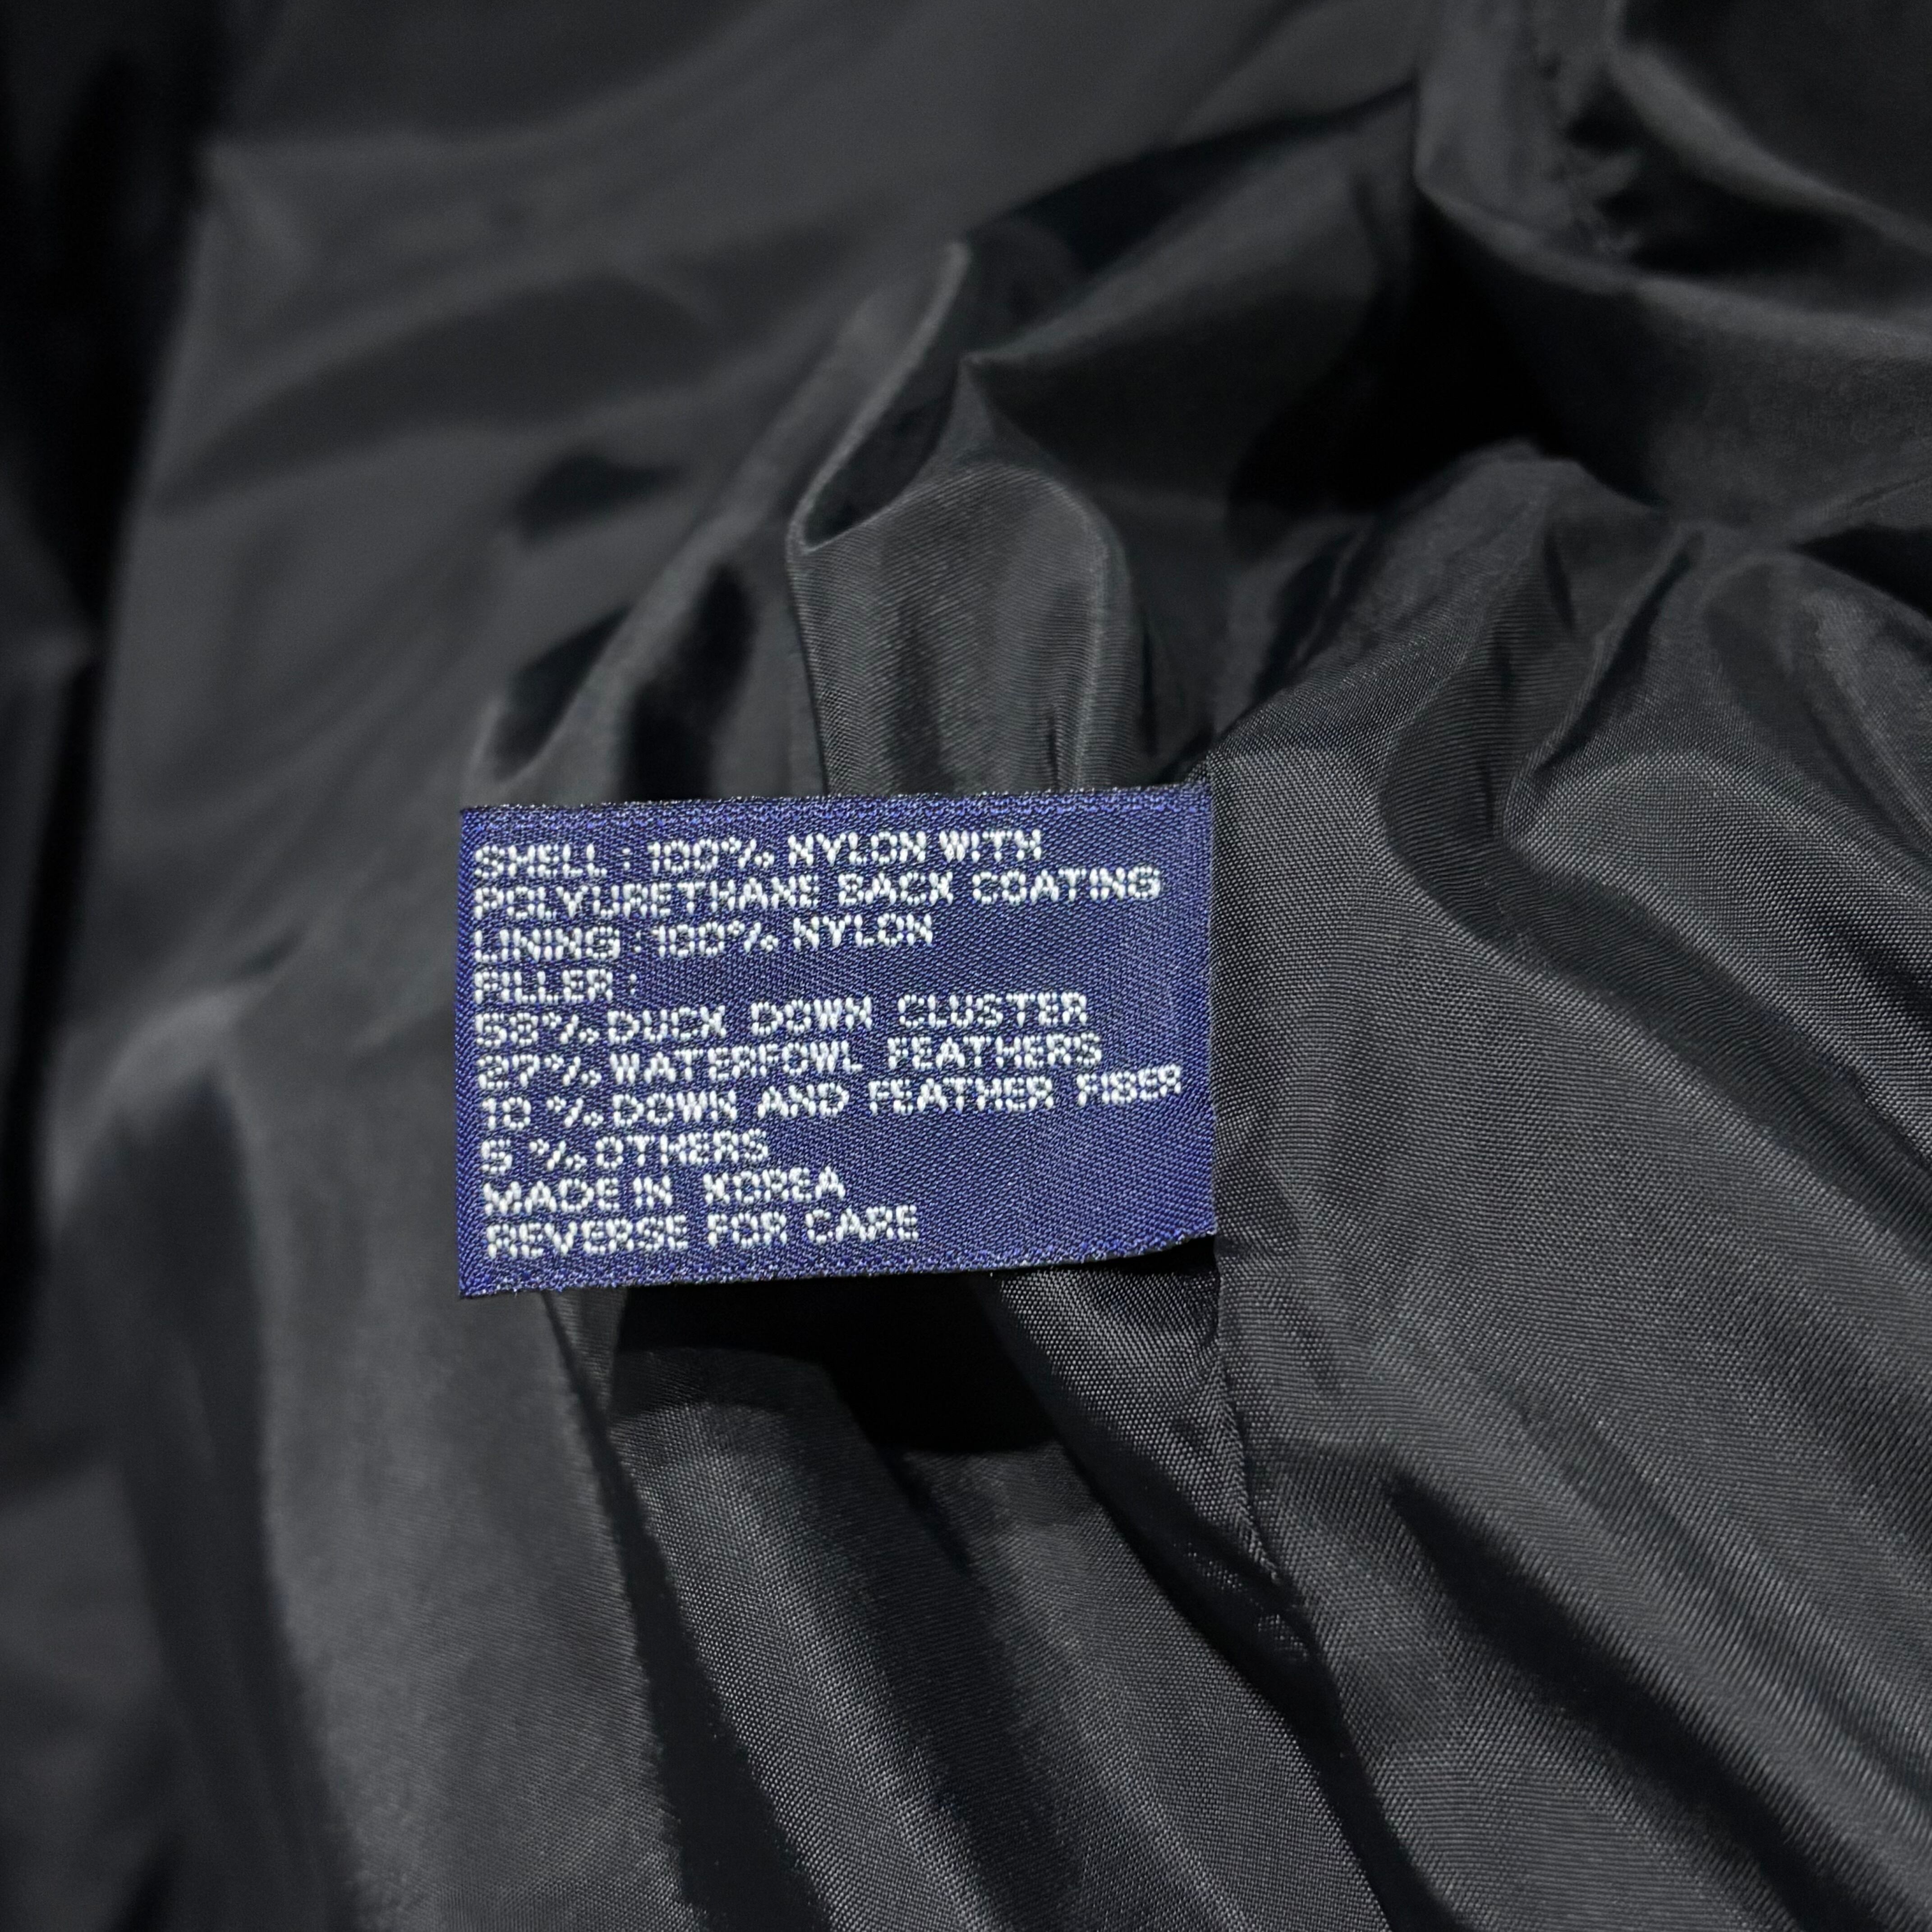 SHELL : 100% NYLON WITH
POLYURETHANE BACK COATING
LINING : 100% NYLON
FILLER :
58% DUCK DOWN CLUSTER
27% WATERFOWL FEATHERS
10 % DOWN AND FEATHER FIBER
5 % OTHERS
MADE IN KOREA
REVERSE FOR CARE